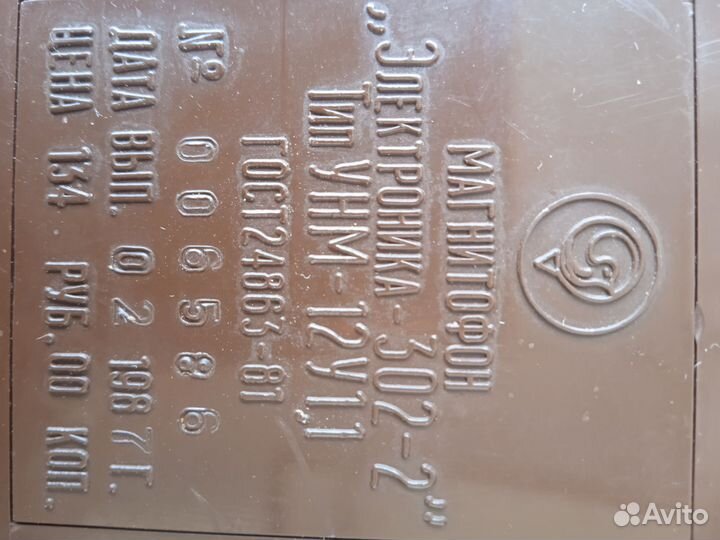 МАГНИТОФОН
„ЭЛЕКТРОНИКА-302-2”
Тип УНМ-12У1,1
ГОСТ24863-81
№ 006586
ДАТА ВЫП. 02 1987г.
ЦЕНА 134 РУБ,00 КОП.
Avito